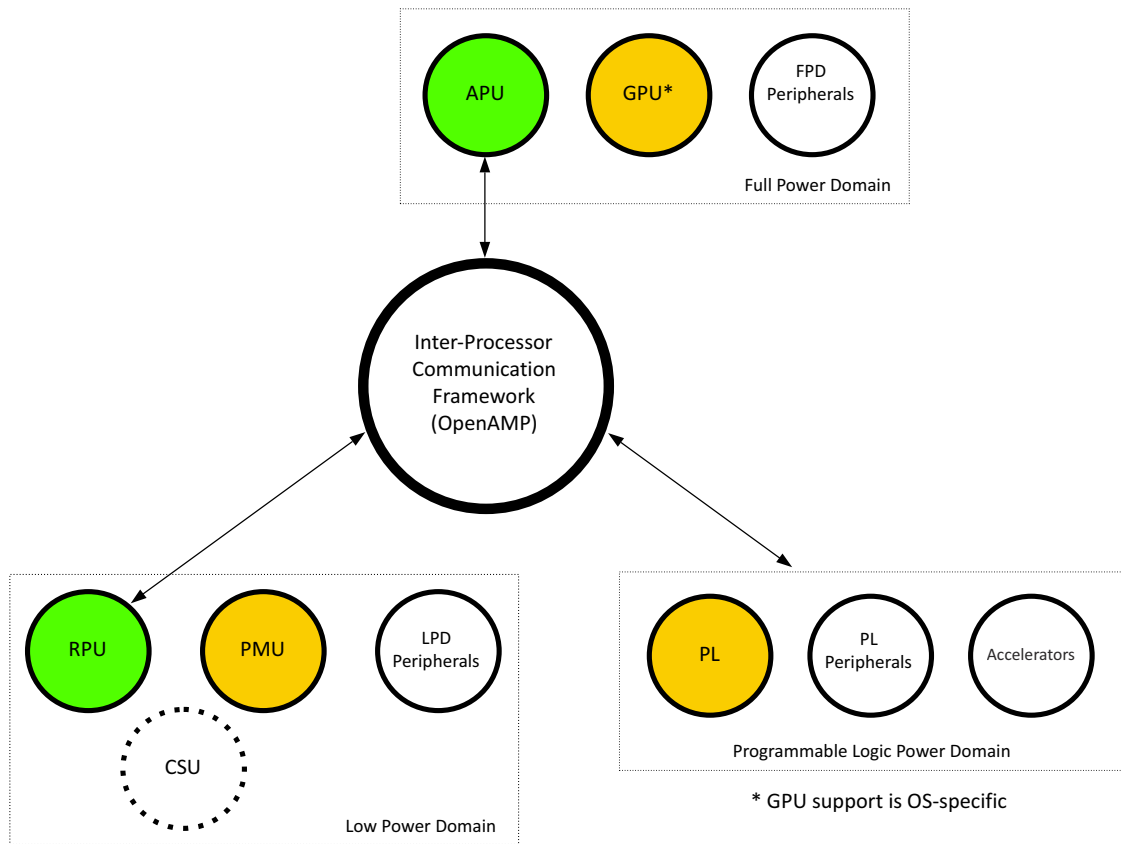 APU
GPU*
FPD
Peripherals
Full Power Domain
Inter-Processor
Communication
Framework
(OpenAMP)
RPU
PMU
LPD
Peripherals
CSU
Low Power Domain
PL
PL
Peripherals
Accelerators
Programmable Logic Power Domain
* GPU support is OS-specific